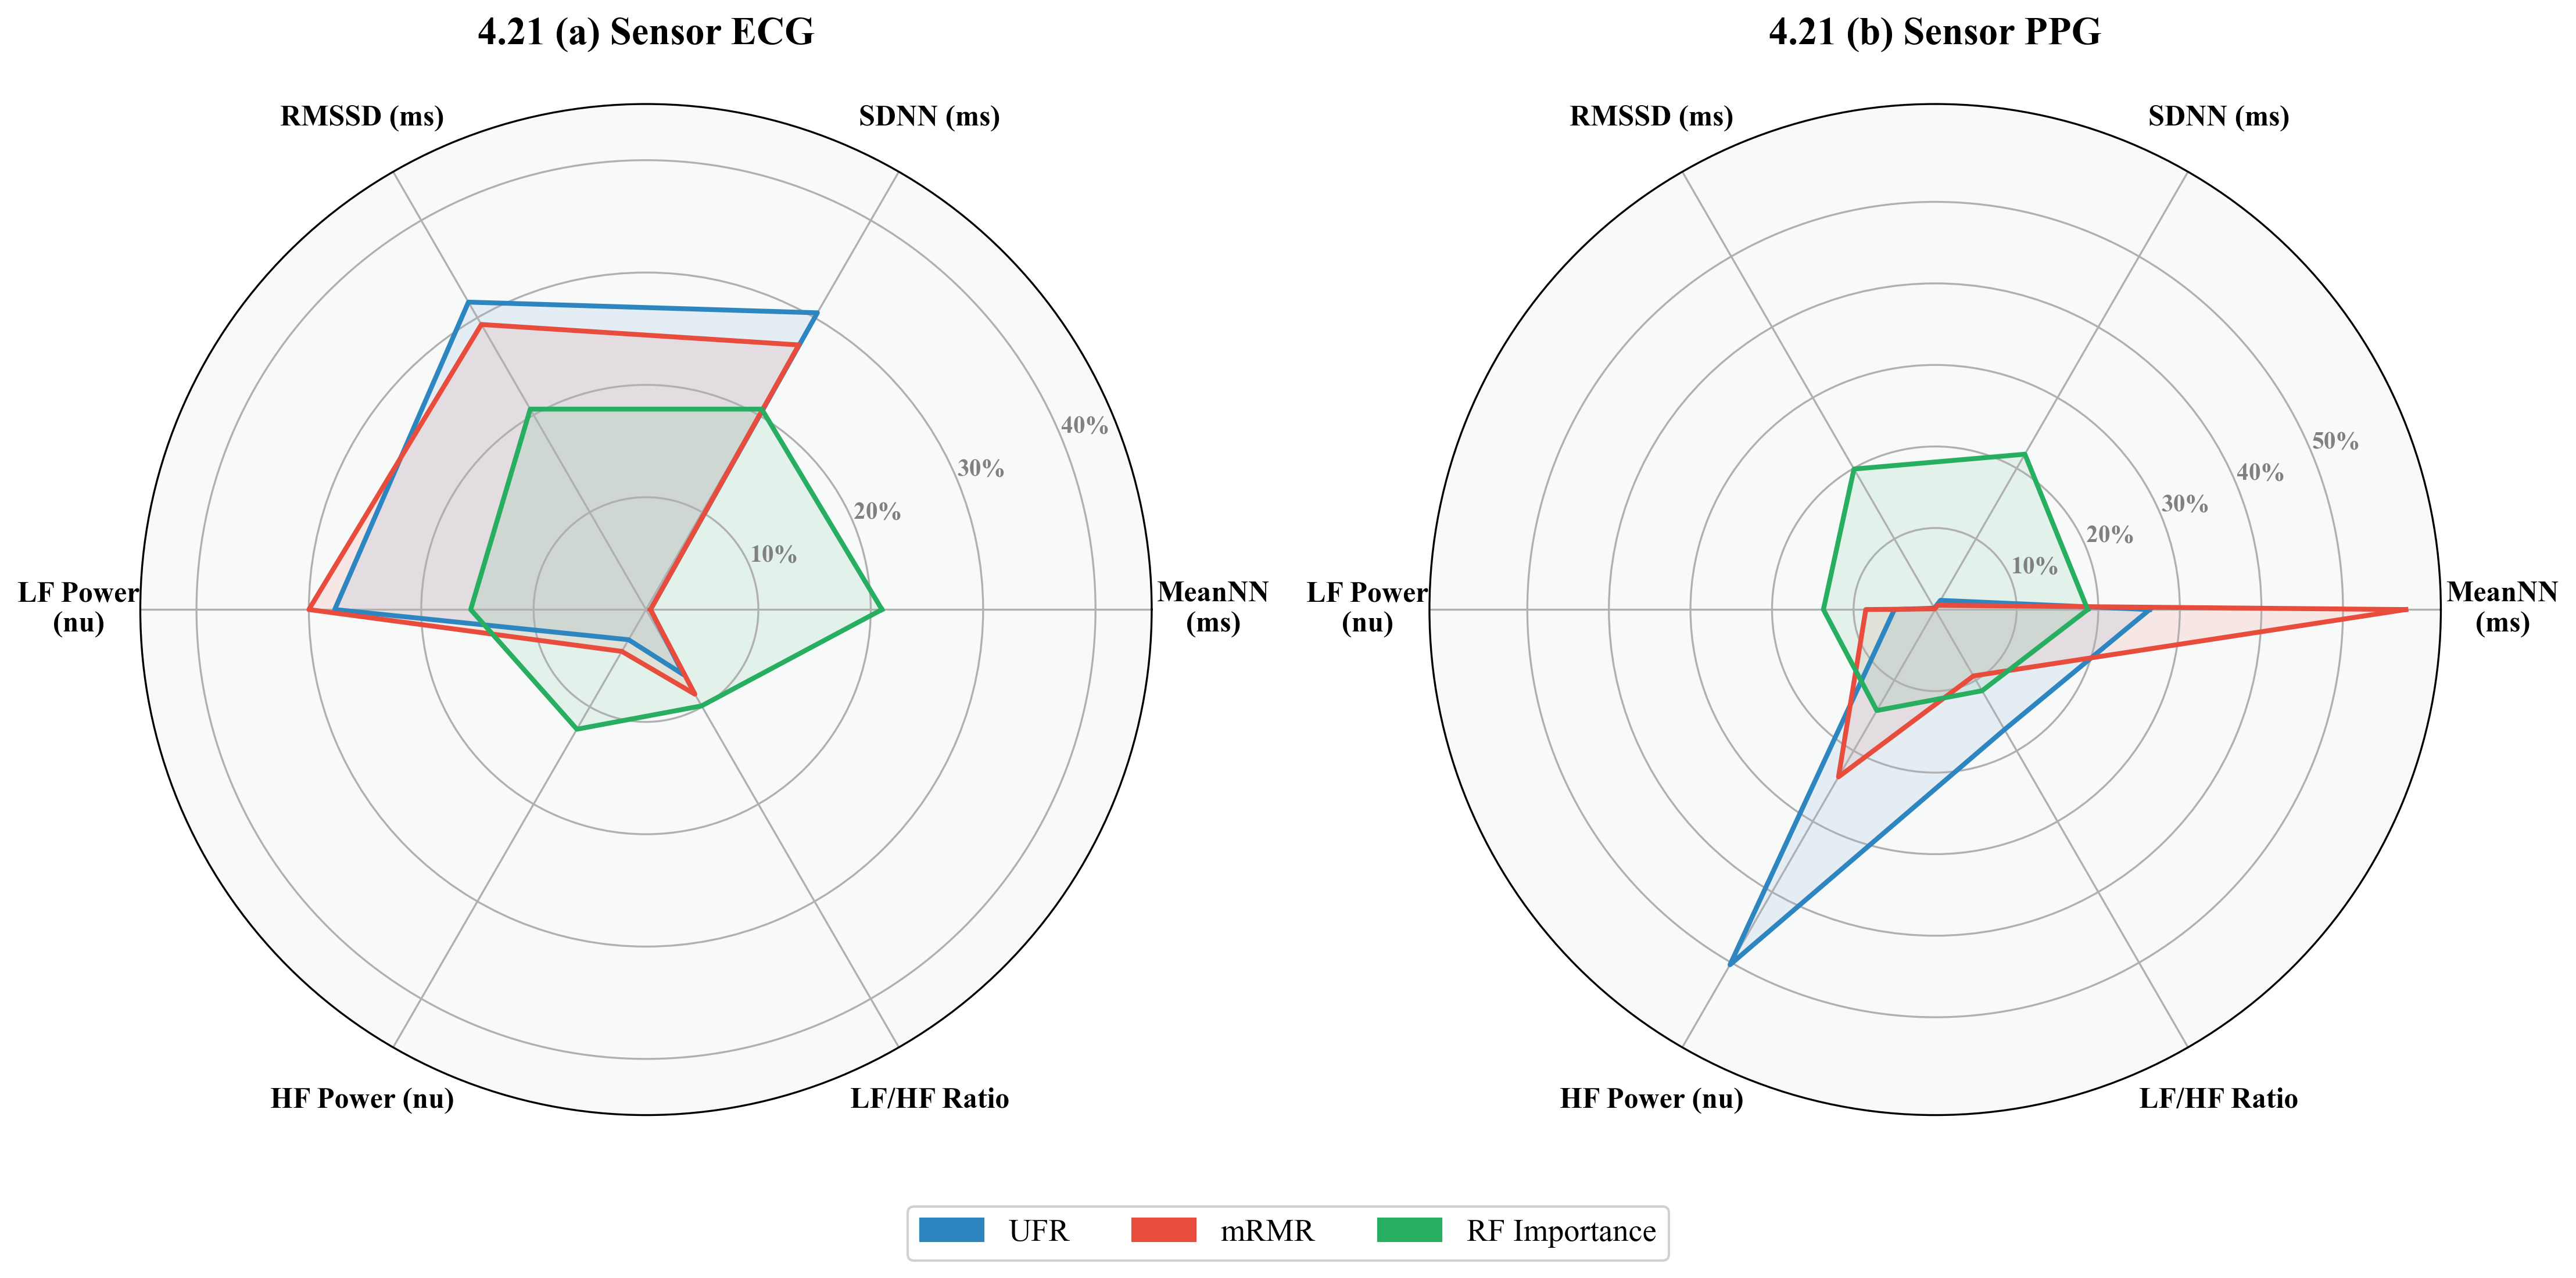 4.21 (a) Sensor ECG
RMSSD (ms)
SDNN (ms)
40%
30%
20%
10%
LF Power
(nu)
MeanNN
(ms)
HF Power (nu)
LF/HF Ratio
4.21 (b) Sensor PPG
RMSSD (ms)
SDNN (ms)
50%
40%
30%
20%
10%
LF Power
(nu)
MeanNN
(ms)
HF Power (nu)
LF/HF Ratio
UFR
mRMR
RF Importance